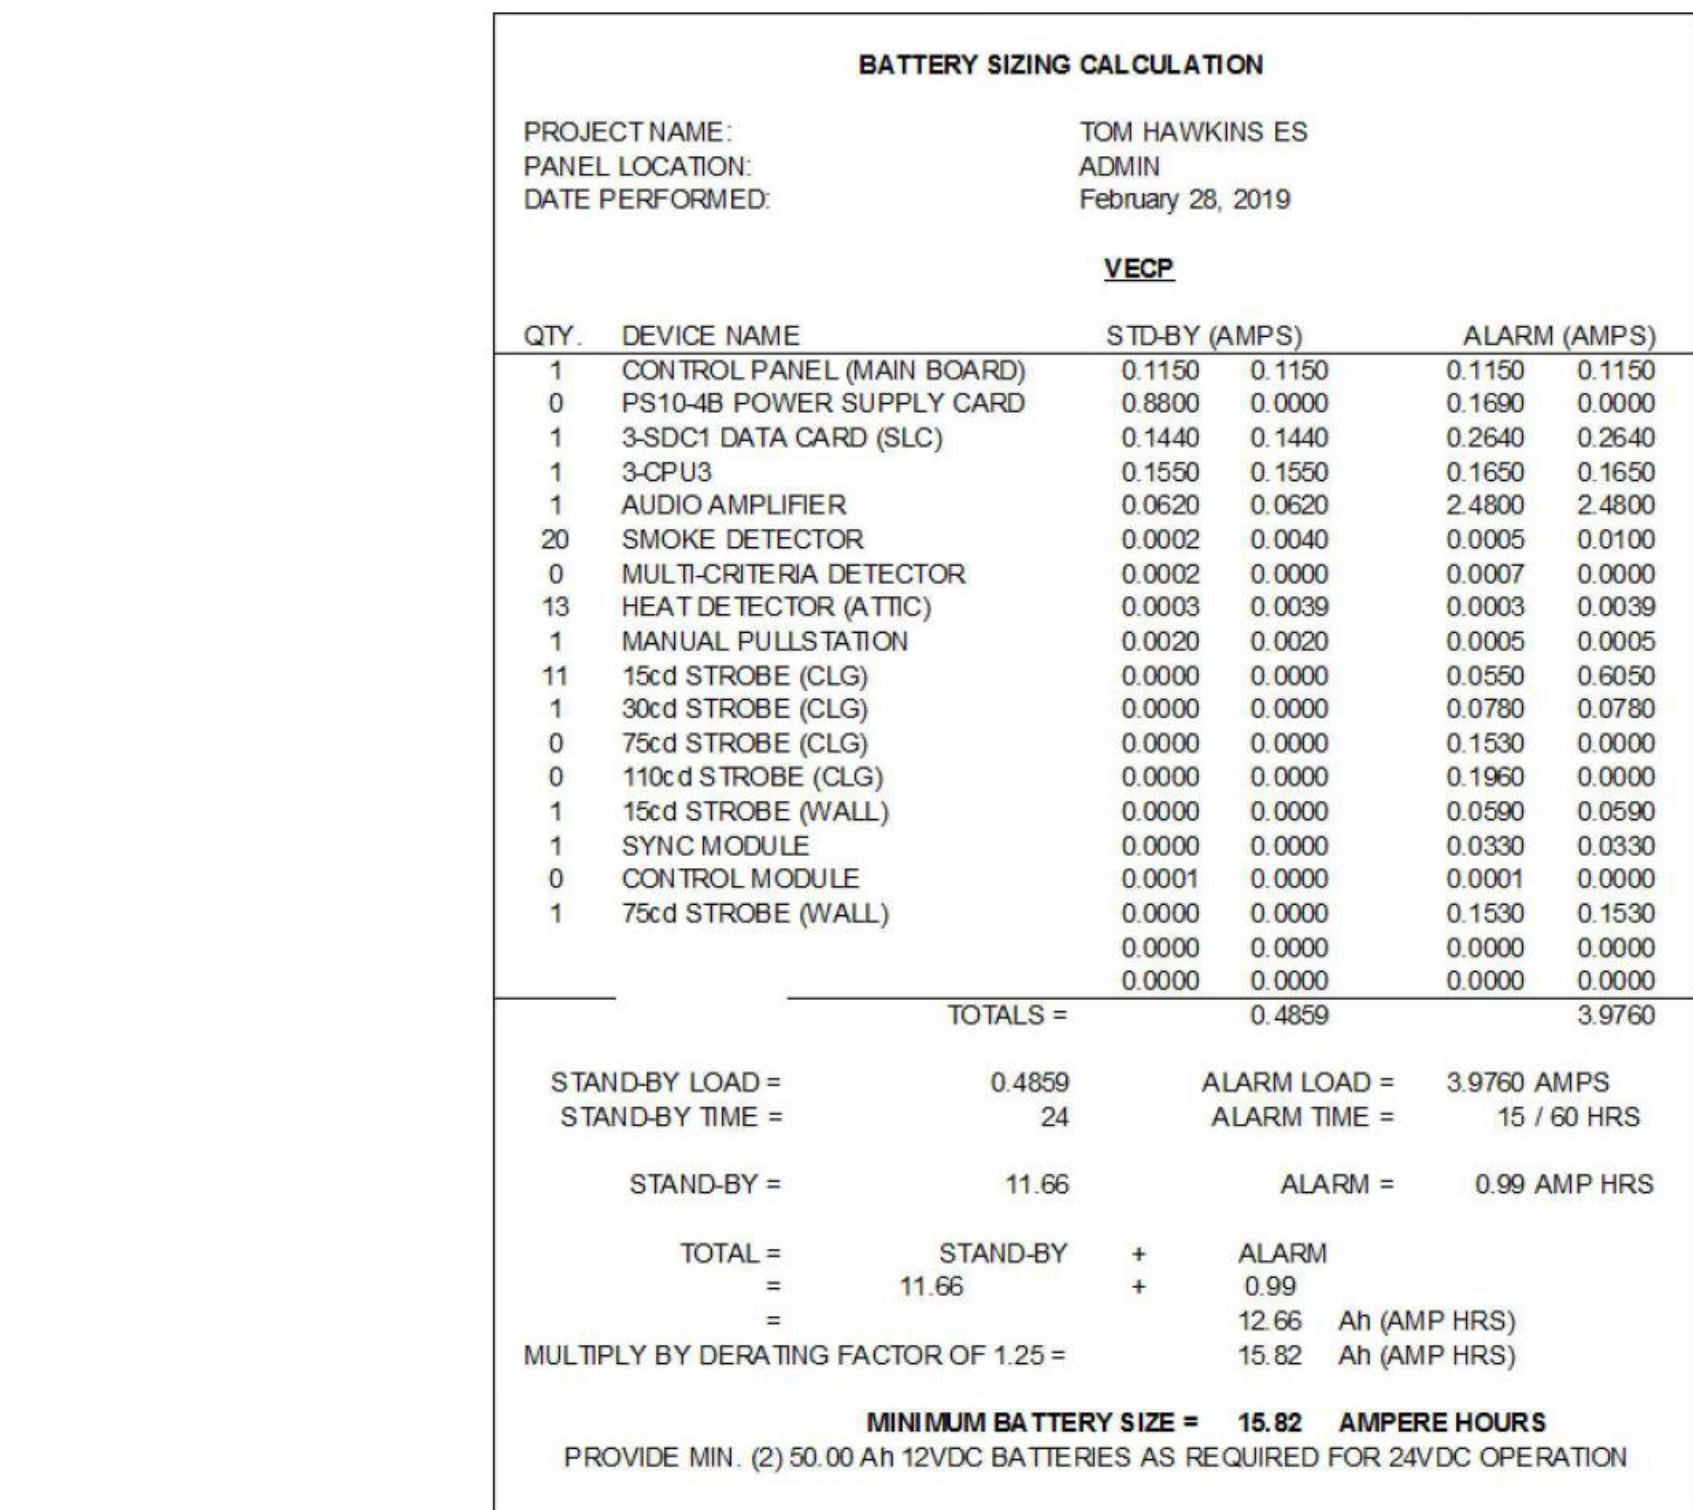 BATTERY SIZING CALCULATION
PROJECT NAME: TOM HAWKINS ES
PANEL LOCATION: ADMIN
DATE PERFORMED: February 28, 2019
VECP
QTY. DEVICE NAME STD-BY (AMPS) ALARM (AMPS)
1 CONTROL PANEL (MAIN BOARD) 0.1150 0.1150 0.1150 0.1150
0 PS10-4B POWER SUPPLY CARD 0.8800 0.0000 0.1690 0.0000
1 3-SDC1 DATA CARD (SLC) 0.1440 0.1440 0.2640 0.2640
1 3-CPU3 0.1550 0.1550 0.1650 0.1650
1 AUDIO AMPLIFIER 0.0620 0.0620 2.4800 2.4800
20 SMOKE DETECTOR 0.0002 0.0040 0.0005 0.0100
0 MULTI-CRITERIA DETECTOR 0.0002 0.0000 0.0007 0.0000
13 HEAT DETECTOR (ATTIC) 0.0003 0.0039 0.0003 0.0039
1 MANUAL PULLSTATION 0.0020 0.0020 0.0005 0.0005
11 15cd STROBE (CLG) 0.0000 0.0000 0.0550 0.6050
1 30cd STROBE (CLG) 0.0000 0.0000 0.0780 0.0780
0 75cd STROBE (CLG) 0.0000 0.0000 0.1530 0.0000
0 110cd STROBE (CLG) 0.0000 0.0000 0.1960 0.0000
1 15cd STROBE (WALL) 0.0000 0.0000 0.0590 0.0590
1 SYNC MODULE 0.0000 0.0000 0.0330 0.0330
0 CONTROL MODULE 0.0001 0.0000 0.0001 0.0000
1 75cd STROBE (WALL) 0.0000 0.0000 0.1530 0.1530
0.0000 0.0000 0.0000 0.0000
0.0000 0.0000 0.0000 0.0000
TOTALS = 0.4859 3.9760
STAND-BY LOAD = 0.4859 ALARM LOAD = 3.9760 AMPS
STAND-BY TIME = 24 ALARM TIME = 15 / 60 HRS
STAND-BY = 11.66 ALARM = 0.99 AMP HRS
TOTAL = STAND-BY + ALARM
= 11.66 + 0.99
= 12.66 Ah (AMP HRS)
MULTIPLY BY DERATING FACTOR OF 1.25 = 15.82 Ah (AMP HRS)
MINIMUM BATTERY SIZE = 15.82 AMPERE HOURS
PROVIDE MIN. (2) 50.00 Ah 12VDC BATTERIES AS REQUIRED FOR 24VDC OPERATION